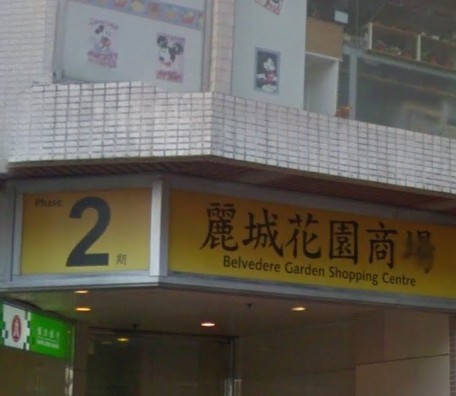 Phase
2
期
麗城花園商場
Belvedere Garden Shopping Centre